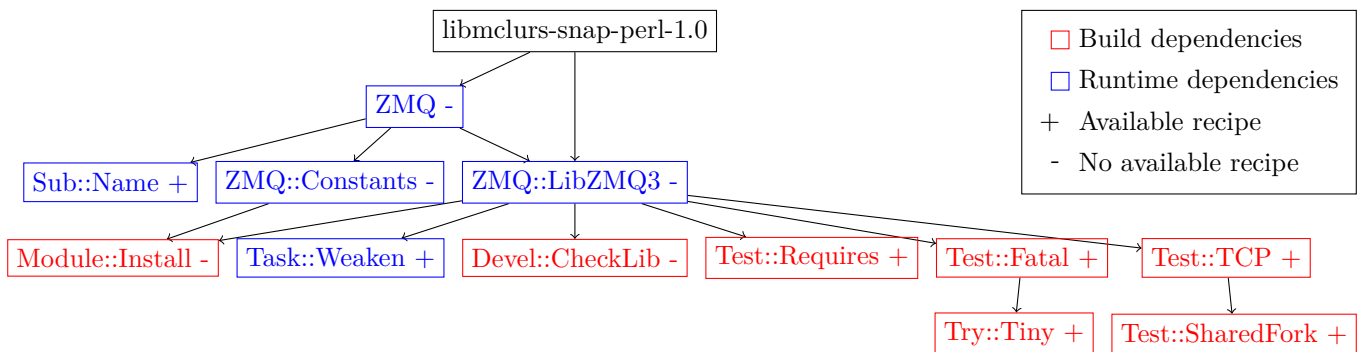 libmclurs-snap-perl-1.0
Build dependencies
Runtime dependencies
+ Available recipe
- No available recipe
ZMQ -
Sub::Name +
ZMQ::Constants -
ZMQ::LibZMQ3 -
Module::Install -
Task::Weaken +
Devel::CheckLib -
Test::Requires +
Test::Fatal +
Test::TCP +
Try::Tiny +
Test::SharedFork +